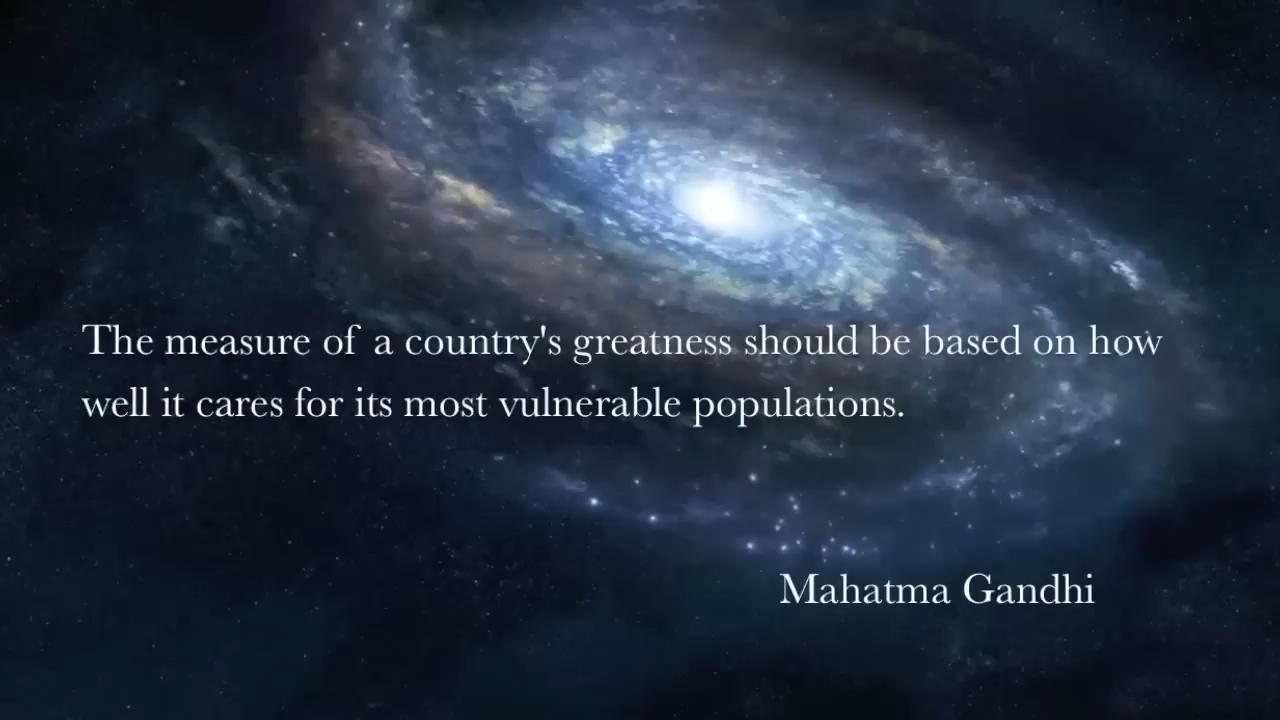 The measure of a country's greatness should be based on how
well it cares for its most vulnerable populations.
Mahatma Gandhi